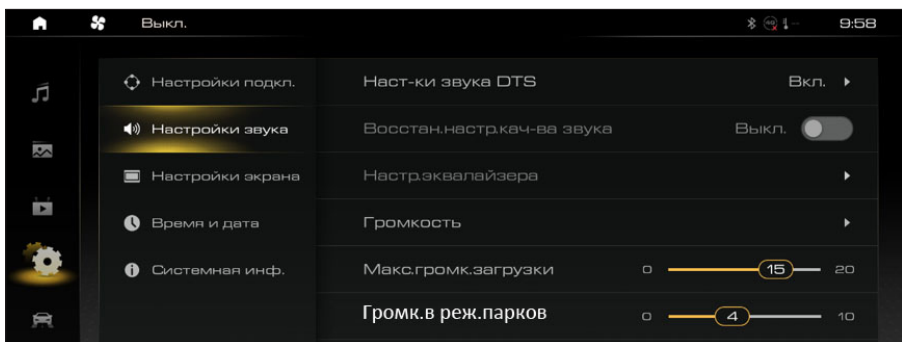 Выкл. 4G -- 9:58
Настройки подкл.
Настройки звука
Настройки экрана
Время и дата
Системная инф.
Наст-ки звука DTS Вкл.
Восстан.настр.кач-ва звука Выкл.
Настр.эквалайзера
Громкость
Макс.громк.загрузки 0 15 20
Громк.в реж.парков 0 4 10